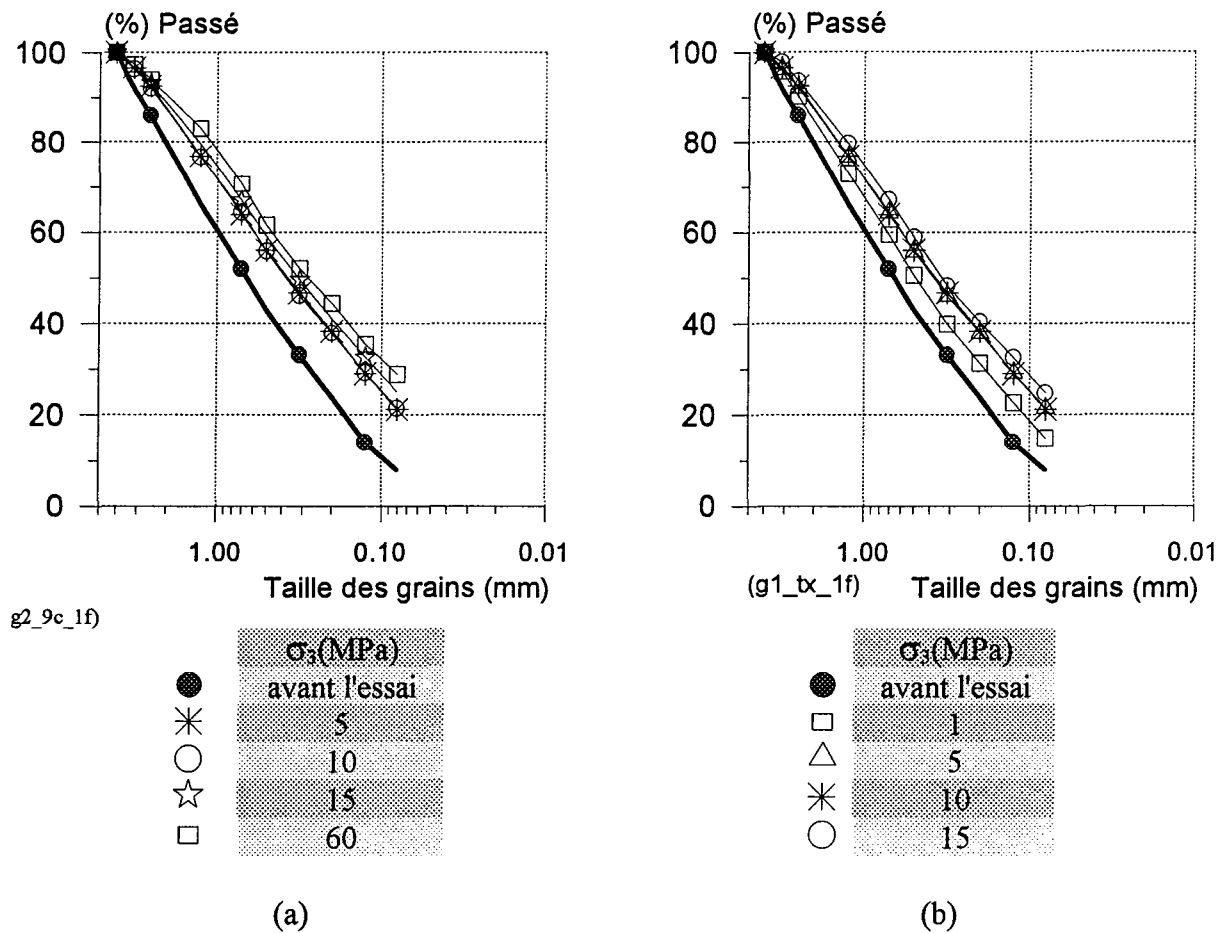 (%) Passé
100
80
60
40
20
0
1.00 0.10 0.01
Taille des grains (mm)
g2_9c_1f)
σ3(MPa)
avant l'essai
5
10
15
60
(a)
(%) Passé
100
80
60
40
20
0
1.00 0.10 0.01
Taille des grains (mm)
(g1_tx_1f)
σ3(MPa)
avant l'essai
1
5
10
15
(b)